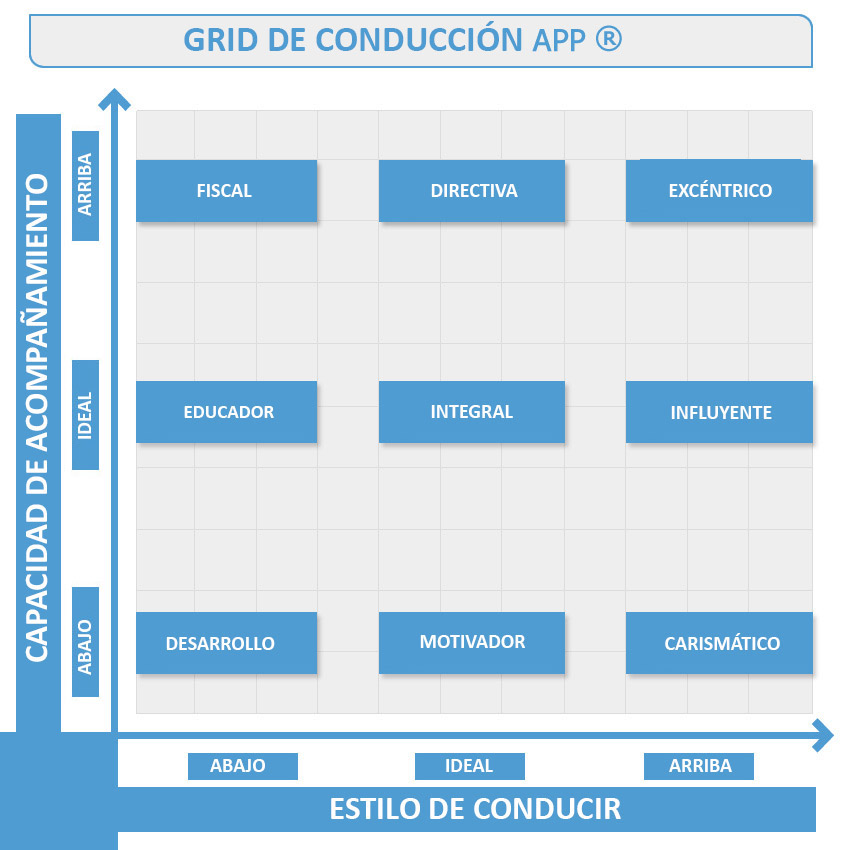 GRID DE CONDUCCIÓN APP ®
CAPACIDAD DE ACOMPAÑAMIENTO
ARRIBA
FISCAL
DIRECTIVA
EXCÉNTRICO
IDEAL
EDUCADOR
INTEGRAL
INFLUYENTE
ABAJO
DESARROLLO
MOTIVADOR
CARISMÁTICO
ABAJO
IDEAL
ARRIBA
ESTILO DE CONDUCIR